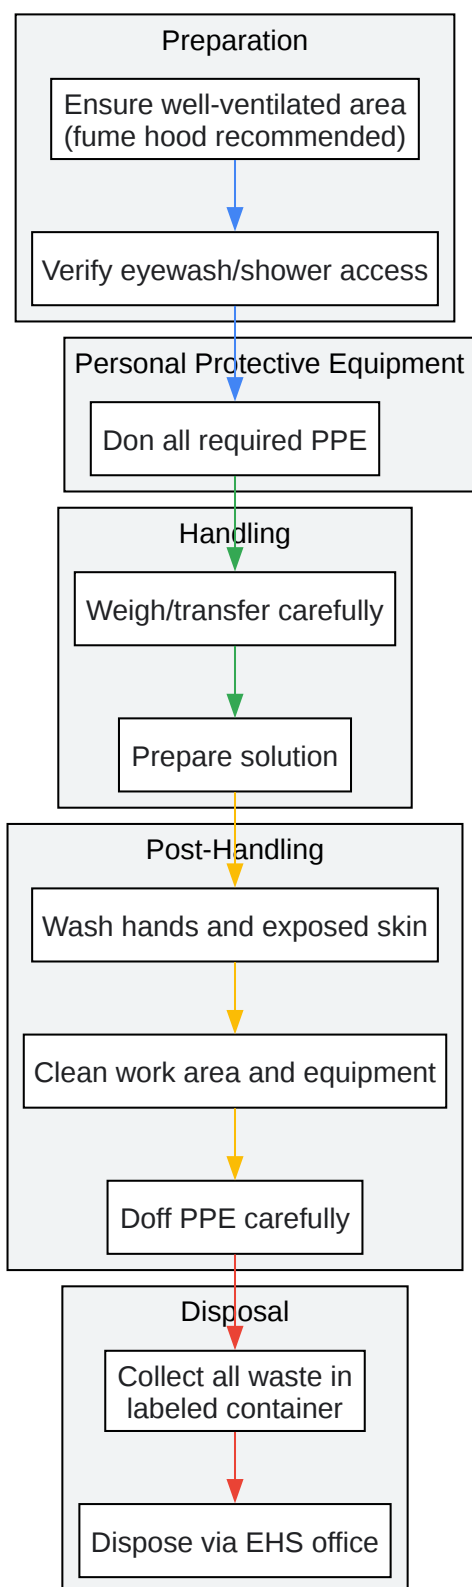 Preparation
Ensure well-ventilated area
(fume hood recommended)
Verify eyewash/shower access
Personal Protective Equipment
Don all required PPE
Handling
Weigh/transfer carefully
Prepare solution
Post-Handling
Wash hands and exposed skin
Clean work area and equipment
Doff PPE carefully
Disposal
Collect all waste in
labeled container
Dispose via EHS office